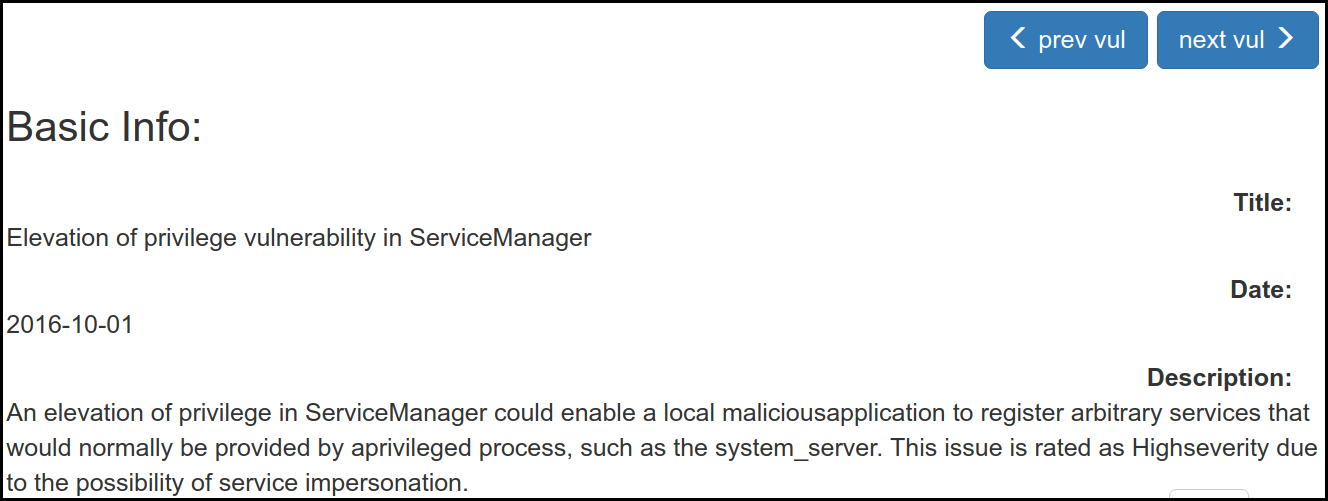 prev vul
next vul
Basic Info:
Title:
Elevation of privilege vulnerability in ServiceManager
Date:
2016-10-01
Description:
An elevation of privilege in ServiceManager could enable a local maliciousapplication to register arbitrary services that
would normally be provided by aprivileged process, such as the system_server. This issue is rated as Highseverity due
to the possibility of service impersonation.